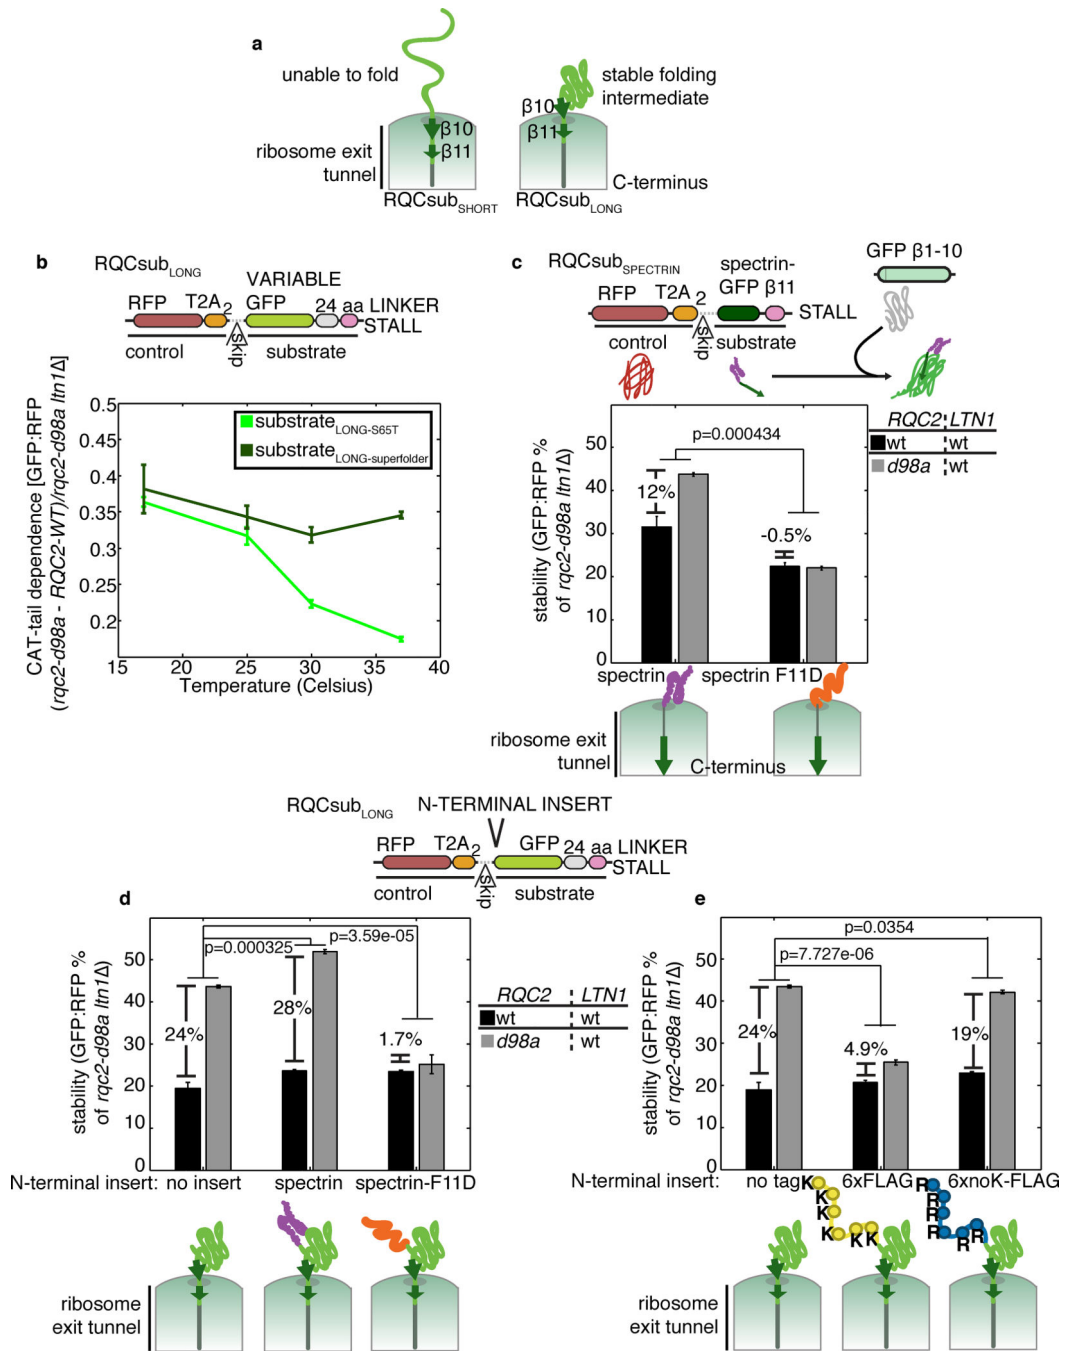 a
unable to fold
stable folding
intermediate
β10
β11
β10
β11
ribosome exit
tunnel
C-terminus
RQCsubSHORT
RQCsubLONG
b
RQCsubLONG
VARIABLE
RFP
T2A2
GFP
24 aa LINKER
STALL
skip
control
substrate
CAT-tail dependence [GFP:RFP
(rqc2-d98a - RQC2-WT)/rqc2-d98a ltn1Δ]
0.5
0.45
0.4
0.35
0.3
0.25
0.2
substrateLONG-S65T
substrateLONG-superfolder
15
20
25
30
35
40
Temperature (Celsius)
c
RQCsubSPECTRIN
spectrin-
GFP β11
GFP β1-10
RFP
T2A2
STALL
skip
control
substrate
stability (GFP:RFP %
of rqc2-d98a ltn1Δ)
50
40
30
20
10
0
p=0.000434
12%
-0.5%
RQC2 LTN1
wt wt
d98a wt
spectrin
spectrin F11D
ribosome exit
tunnel
C-terminus
RQCsubLONG
N-TERMINAL INSERT
RFP
T2A2
GFP
24 aa LINKER
STALL
skip
control
substrate
d
stability (GFP:RFP %
of rqc2-d98a ltn1Δ)
50
40
30
20
10
0
p=0.000325
p=3.59e-05
24%
28%
1.7%
RQC2 LTN1
wt wt
d98a wt
N-terminal insert: no insert spectrin spectrin-F11D
ribosome
exit tunnel
e
stability (GFP:RFP %
of rqc2-d98a ltn1Δ)
50
40
30
20
10
0
p=0.0354
p=7.727e-06
24%
4.9%
19%
N-terminal insert: no tag 6xFLAG 6xnoK-FLAG
K
K
K
K
K
K
R
R
R
R
R
R
ribosome
exit tunnel